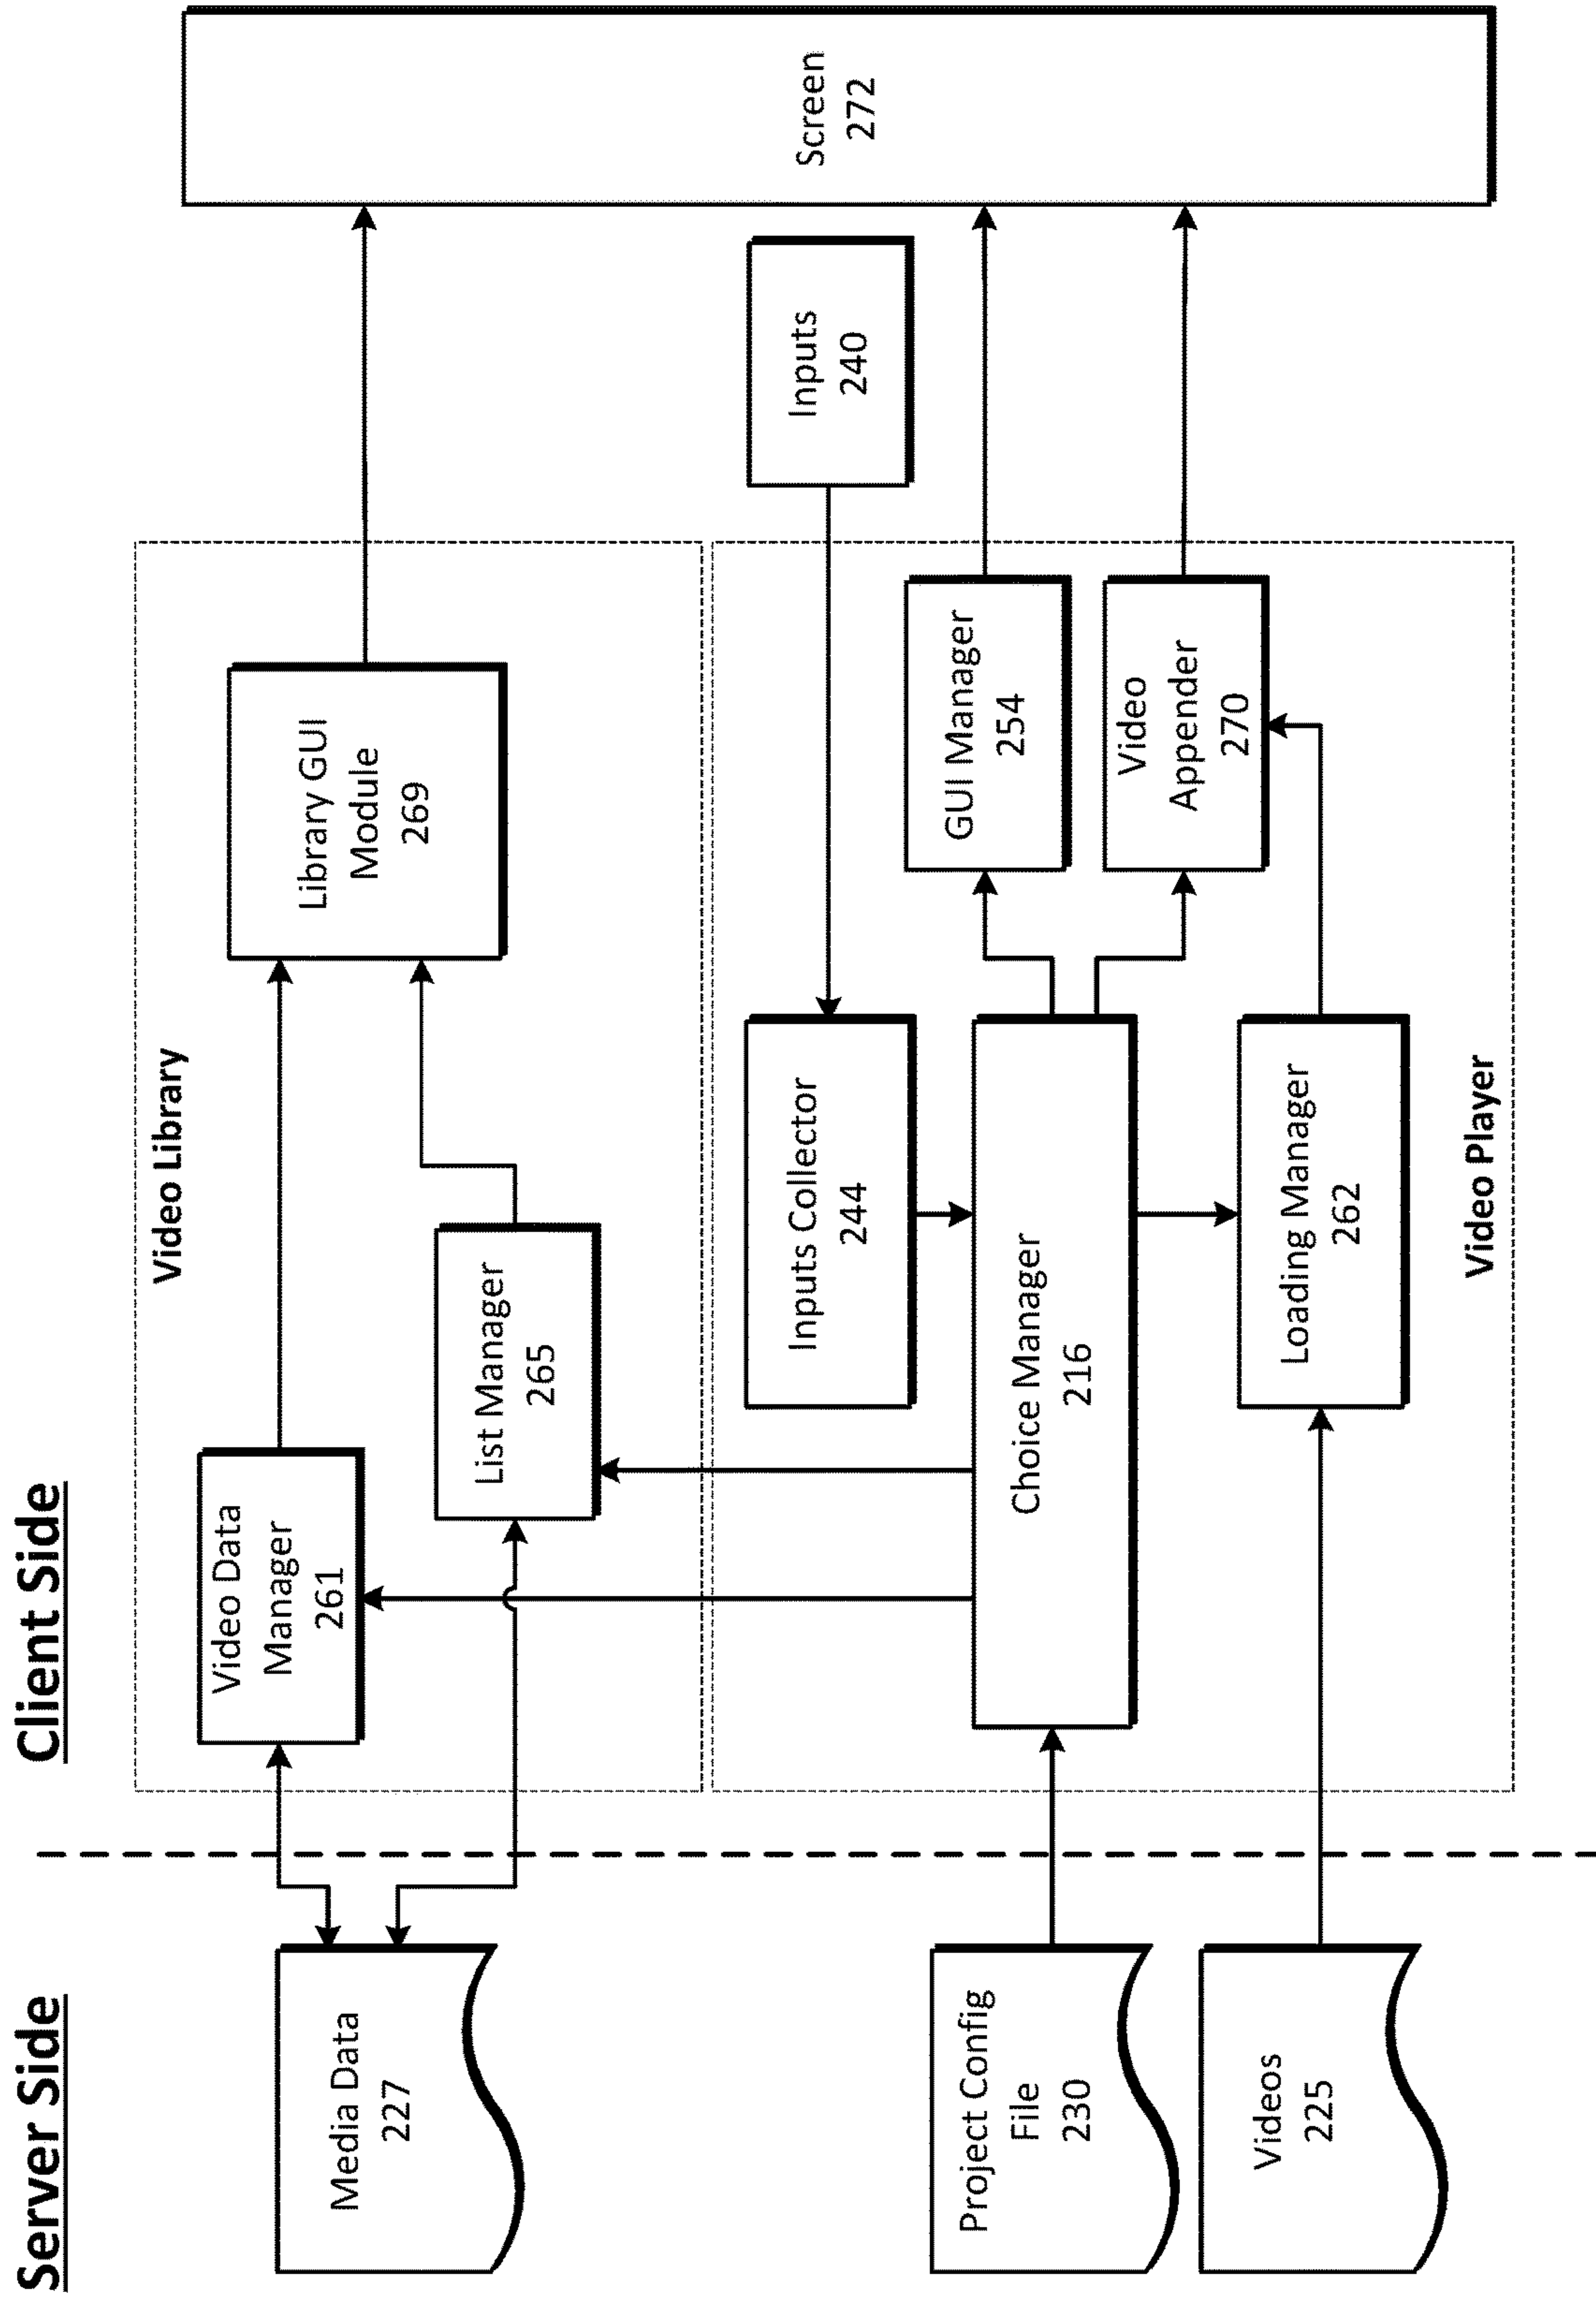 Server Side
Client Side
Video Library
Media Data
227
Video Data
Manager
261
List Manager
265
Library GUI
Module
269
Screen
272
Inputs
240
Inputs Collector
244
Project Config
File
230
Choice Manager
216
GUI Manager
254
Video
Appender
270
Videos
225
Loading Manager
262
Video Player